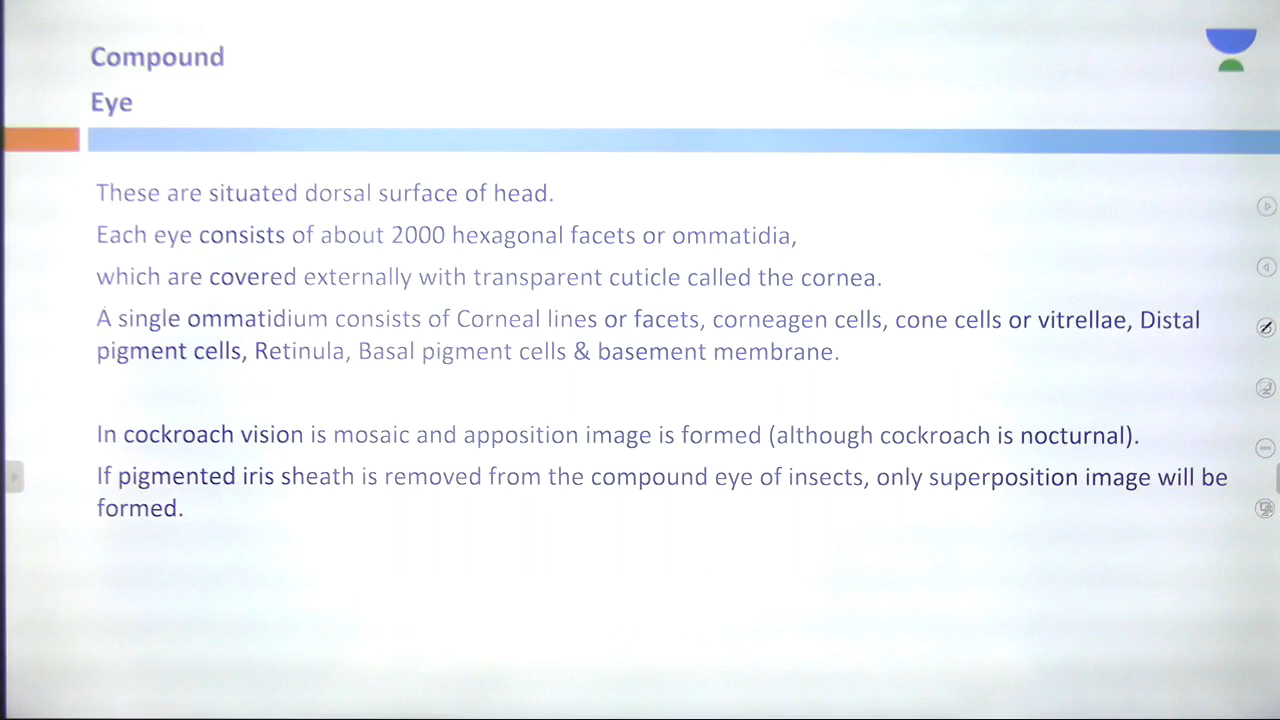 Compound
Eye
These are situated dorsal surface of head.
Each eye consists of about 2000 hexagonal facets or ommatidia,
which are covered externally with transparent cuticle called the cornea.
A single ommatidium consists of Corneal lines or facets, corneagen cells, cone cells or vitrellae, Distal
pigment cells, Retinula, Basal pigment cells & basement membrane.
In cockroach vision is mosaic and apposition image is formed (although cockroach is nocturnal).
If pigmented iris sheath is removed from the compound eye of insects, only superposition image will be
formed.